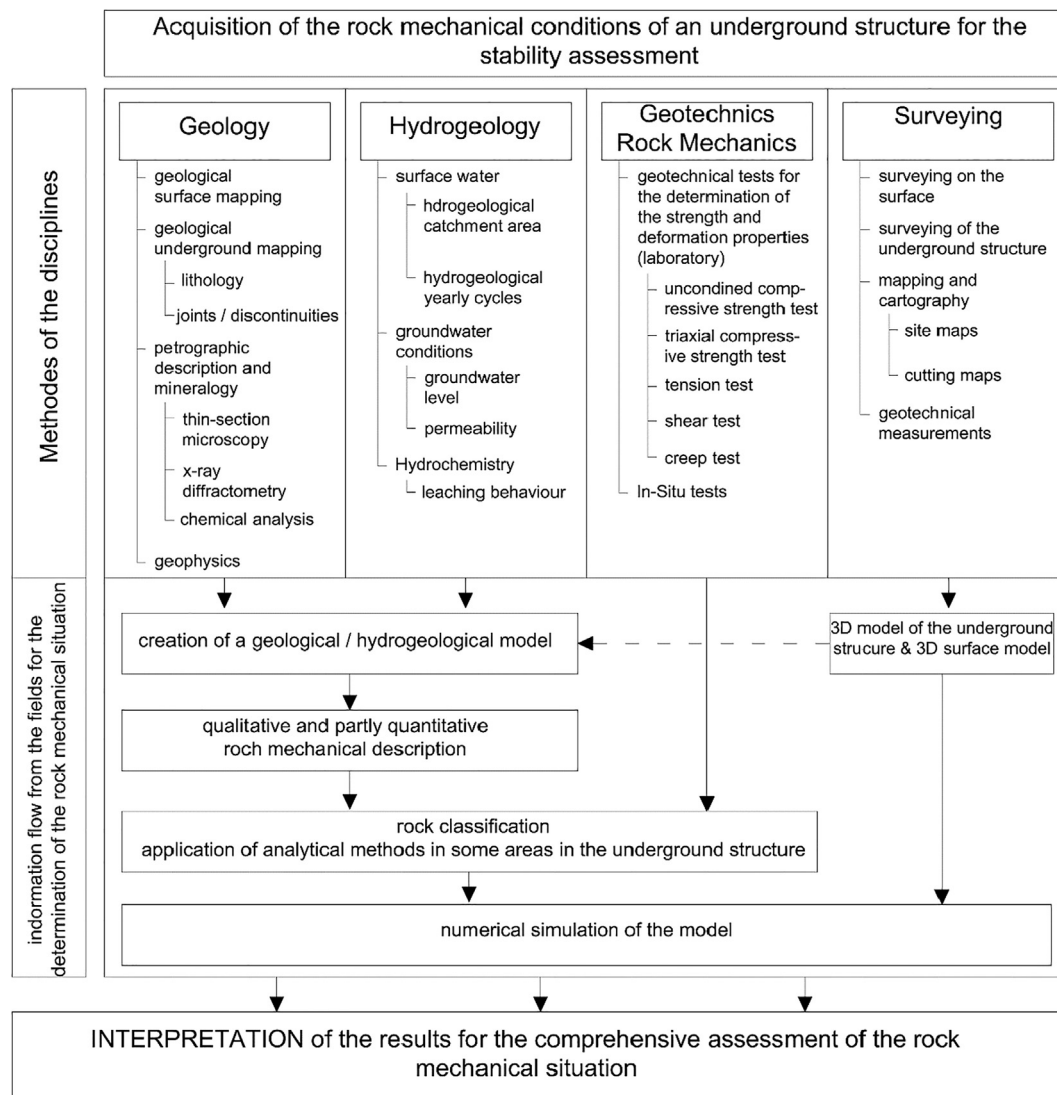 Acquisition of the rock mechanical conditions of an underground structure for the
stability assessment
Methodes of the disciplines
Geology
geological
surface mapping
geological
underground mapping
lithology
joints / discontinuities
petrographic
description and
mineralogy
thin-section
microscopy
x-ray
diffractometry
chemical analysis
geophysics
Hydrogeology
surface water
hdrogeological
catchment area
hydrogeological
yearly cycles
groundwater
conditions
groundwater
level
permeability
Hydrochemistry
leaching behaviour
Geotechnics
Rock Mechanics
geotechnical tests for
the determination of
the strength and
deformation properties
(laboratory)
uncondined comp-
ressive strength test
triaxial compress-
ive strength test
tension test
shear test
creep test
In-Situ tests
Surveying
surveying on the
surface
surveying of the
underground structure
mapping and
cartography
site maps
cutting maps
geotechnical
measurements
indormation flow from the fields for the
determination of the rock mechanical situation
creation of a geological / hydrogeological model
3D model of the underground
strucure & 3D surface model
qualitative and partly quantitative
roch mechanical description
rock classification
application of analytical methods in some areas in the underground structure
numerical simulation of the model
INTERPRETATION of the results for the comprehensive assessment of the rock
mechanical situation